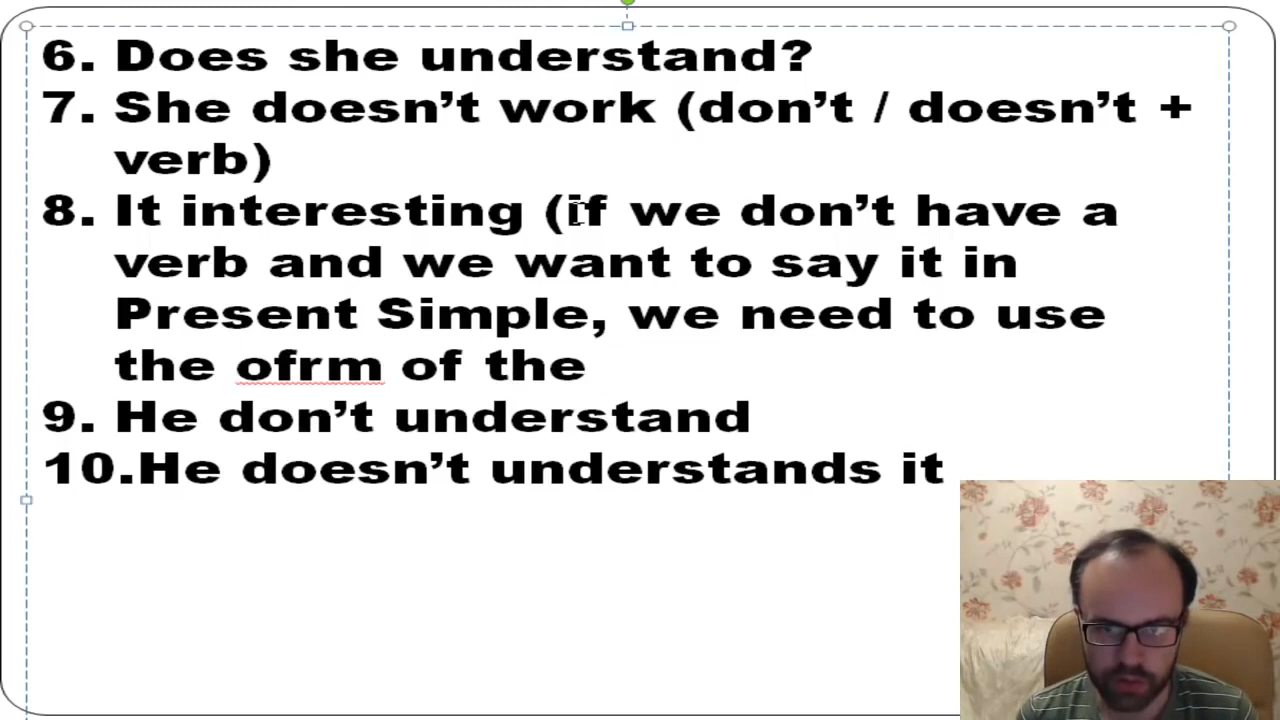 6. Does she understand?
7. She doesn’t work (don’t / doesn’t +
verb)
8. It interesting (if we don’t have a
verb and we want to say it in
Present Simple, we need to use
the ofrm of the
9. He don’t understand
10.He doesn’t understands it